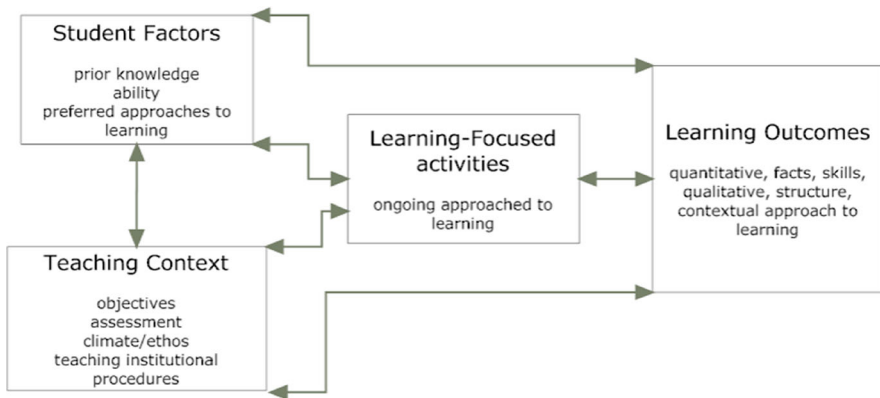 Student Factors
prior knowledge
ability
preferred approaches to
learning
Learning-Focused
activities
ongoing approached to
learning
Learning Outcomes
quantitative, facts, skills,
qualitative, structure,
contextual approach to
learning
Teaching Context
objectives
assessment
climate/ethos
teaching institutional
procedures